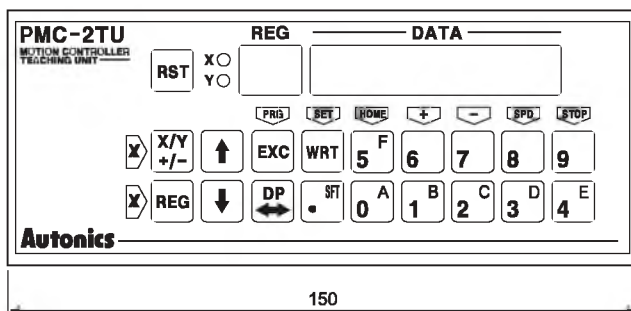 PMC-2TU REG DATA
MOTION CONTROLLER
TEACHING UNIT
RST X Y
PRG SET HOME + - SPD STOP
X X/Y +/- ↑ EXC WRT 5 F 6 7 8 9
X REG ↓ DP ↔ • SFT 0 A 1 B 2 C 3 D 4 E
Autonics
150